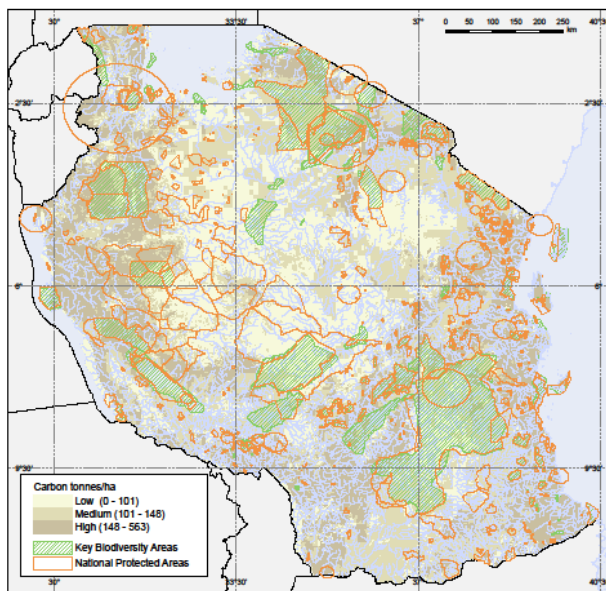 30° 33°30' 37° 40°30'
0 50 100 150 200 250
km
2°30' 2°30'
6° 6°
9°30' 9°30'
Carbon tonnes/ha
Low (0 - 101)
Medium (101 - 148)
High (148 - 563)
Key Biodiversity Areas
National Protected Areas
30° 33°30' 37° 40°30'